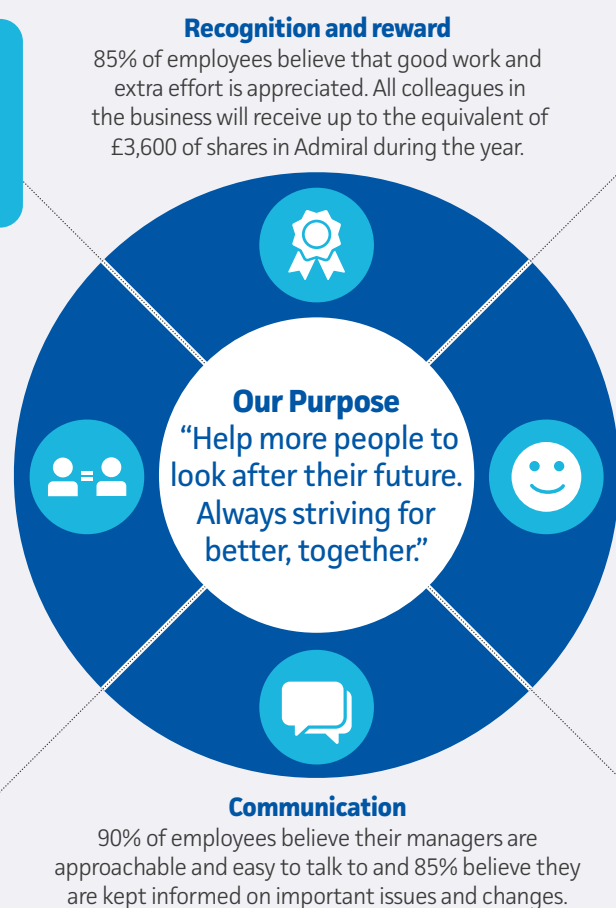 Recognition and reward
85% of employees believe that good work and
extra effort is appreciated. All colleagues in
the business will receive up to the equivalent of
£3,600 of shares in Admiral during the year.
Our Purpose
“Help more people to
look after their future.
Always striving for
better, together.”
Communication
90% of employees believe their managers are
approachable and easy to talk to and 85% believe they
are kept informed on important issues and changes.